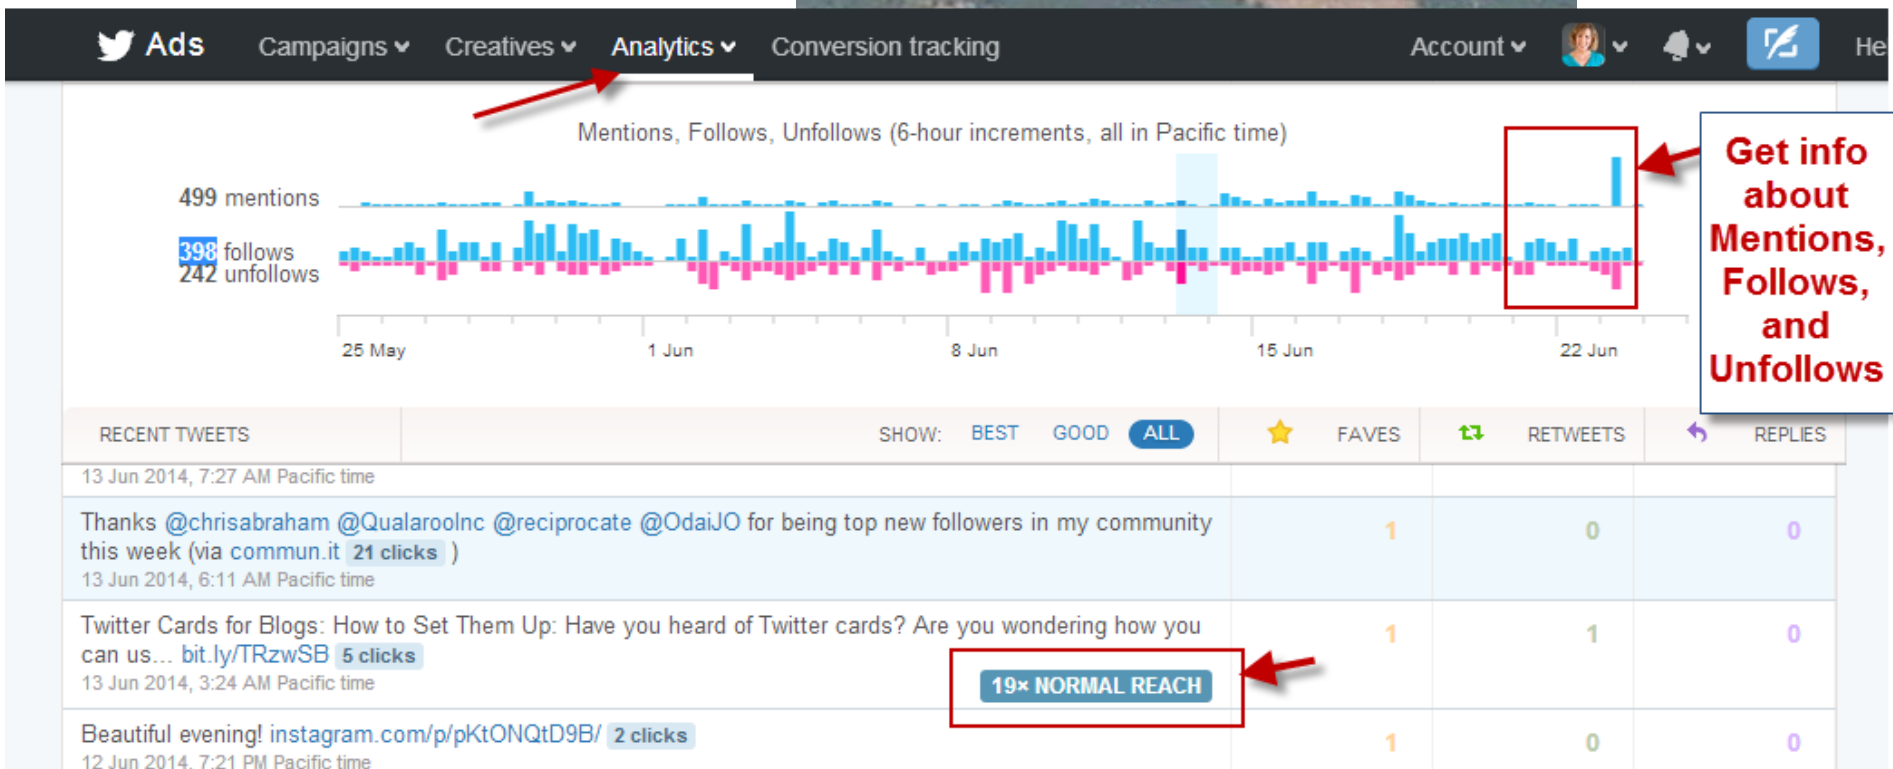 Ads Campaigns Creatives Analytics Conversion tracking Account He
Mentions, Follows, Unfollows (6-hour increments, all in Pacific time)
499 mentions
398 follows
242 unfollows
25 May 1 Jun 8 Jun 15 Jun 22 Jun
Get info
about
Mentions,
Follows,
and
Unfollows
RECENT TWEETS SHOW: BEST GOOD ALL FAVES RETWEETS REPLIES
13 Jun 2014, 7:27 AM Pacific time
Thanks @chrisabraham @QualarooInc @reciprocate @OdaiJO for being top new followers in my community 1 0 0
this week (via commun.it 21 clicks )
13 Jun 2014, 6:11 AM Pacific time
Twitter Cards for Blogs: How to Set Them Up: Have you heard of Twitter cards? Are you wondering how you 1 1 0
can us... bit.ly/TRzwSB 5 clicks
13 Jun 2014, 3:24 AM Pacific time 19× NORMAL REACH
Beautiful evening! instagram.com/p/pKtONQtD9B/ 2 clicks 1 0 0
12 Jun 2014, 7:21 PM Pacific time